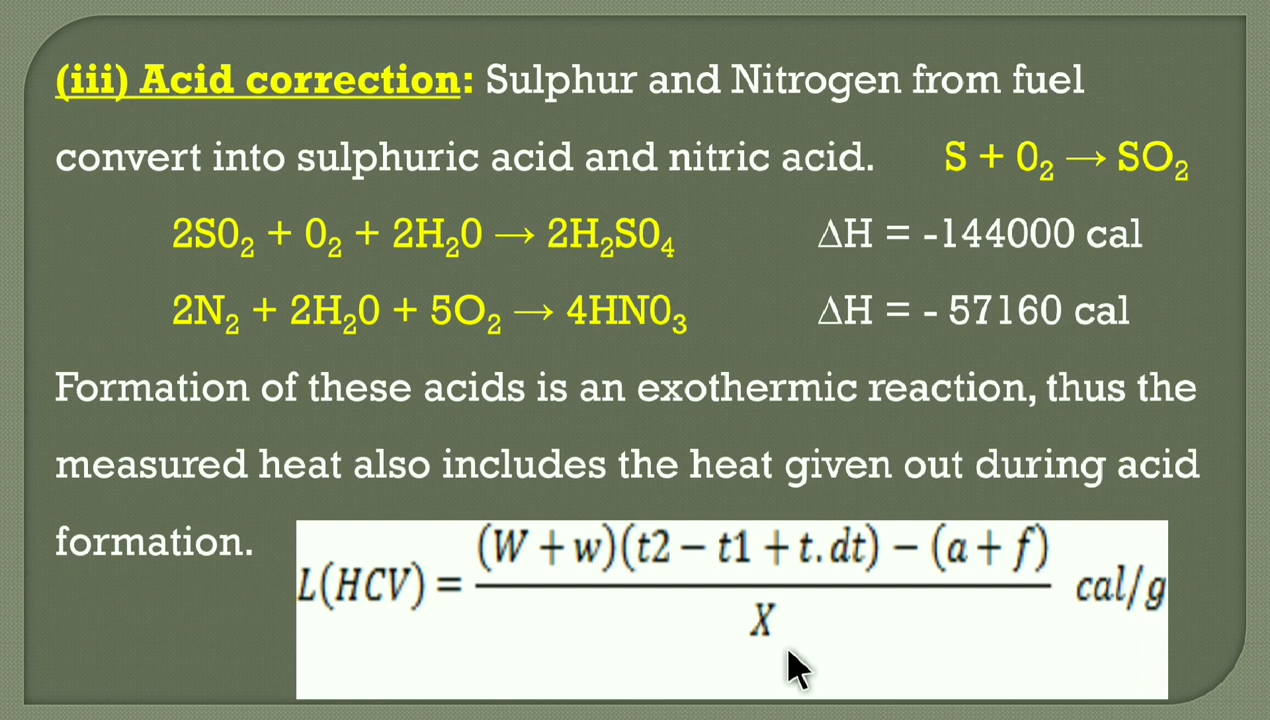 (iii) Acid correction: Sulphur and Nitrogen from fuel
convert into sulphuric acid and nitric acid. S + 0₂ → SO₂
2S0₂ + 0₂ + 2H₂0 → 2H₂S0₄ ∆H = -144000 cal
2N₂ + 2H₂0 + 5O₂ → 4HN0₃ ∆H = - 57160 cal
Formation of these acids is an exothermic reaction, thus the
measured heat also includes the heat given out during acid
formation.
L(HCV) = (W + w)(t2 − t1 + t.dt) − (a + f) / X cal/g